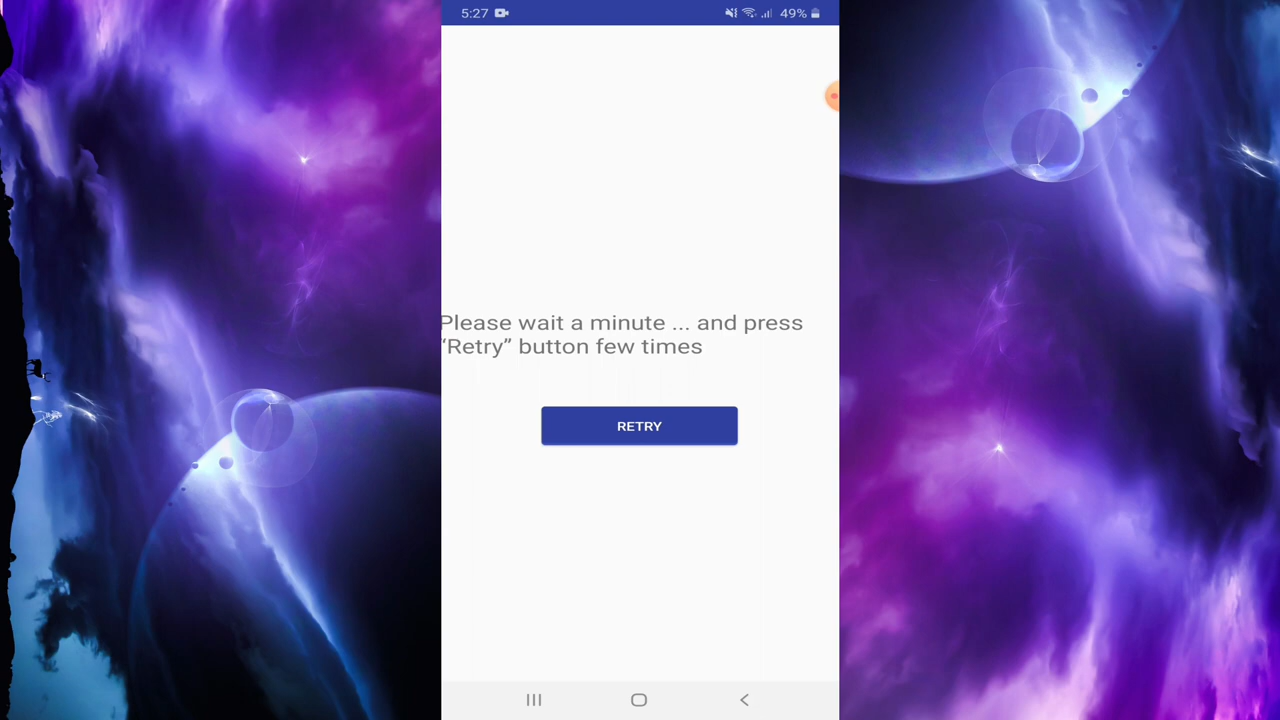 5:27 49%
Please wait a minute ... and press
“Retry” button few times
RETRY